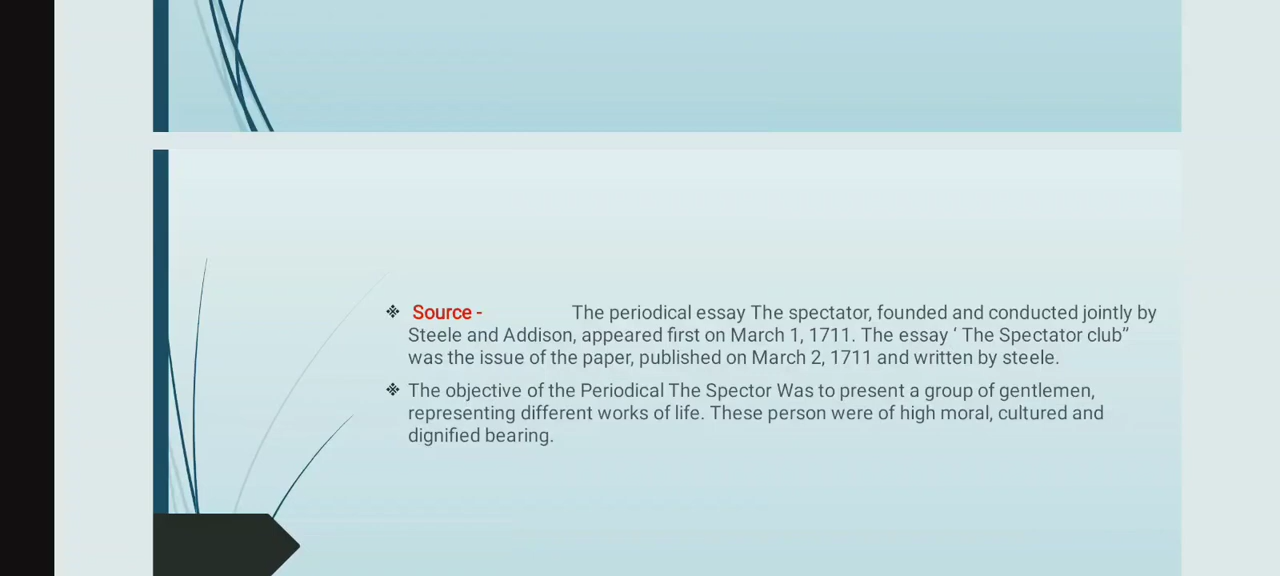 ❖ Source - The periodical essay The spectator, founded and conducted jointly by
Steele and Addison, appeared first on March 1, 1711. The essay ‘ The Spectator club”
was the issue of the paper, published on March 2, 1711 and written by steele.
❖ The objective of the Periodical The Spector Was to present a group of gentlemen,
representing different works of life. These person were of high moral, cultured and
dignified bearing.